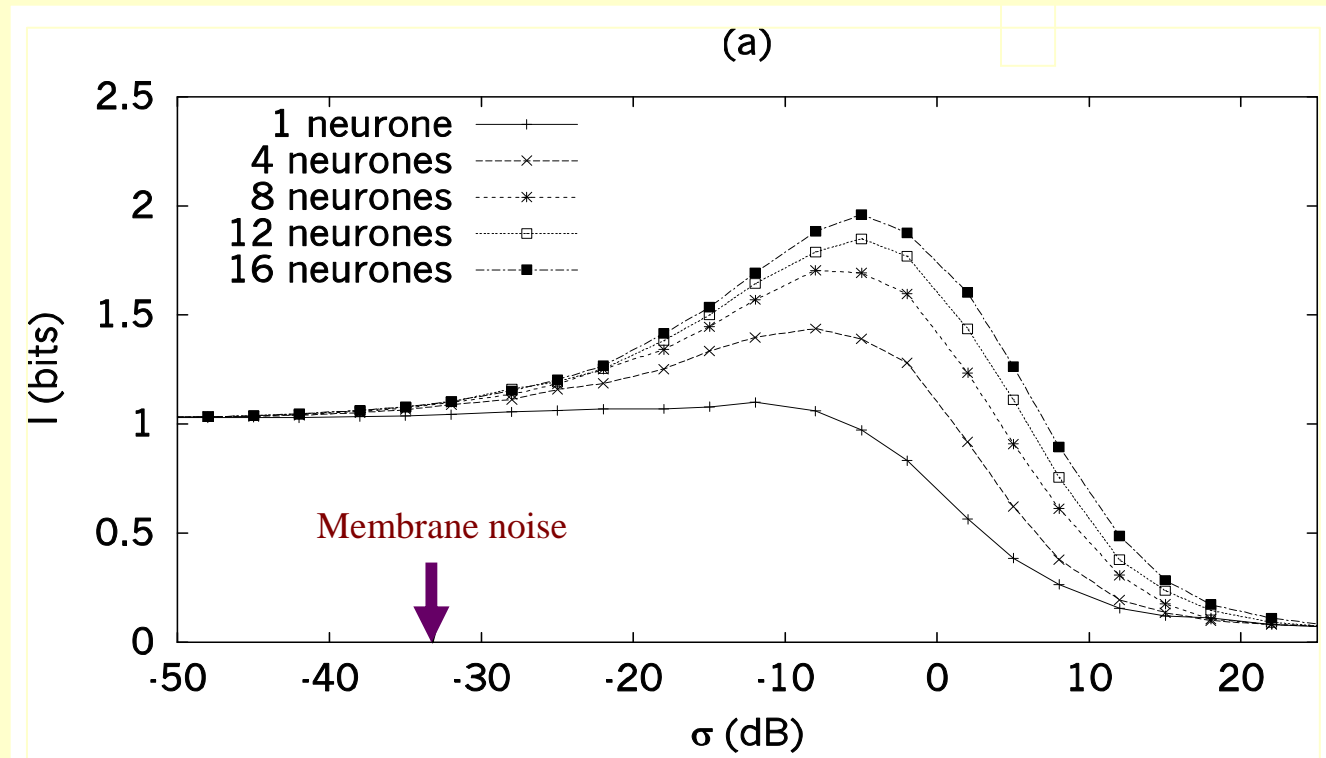 (a)
2.5
2
1.5
1
0.5
0
I (bits)
1 neurone
4 neurones
8 neurones
12 neurones
16 neurones
Membrane noise
-50 -40 -30 -20 -10 0 10 20
σ (dB)